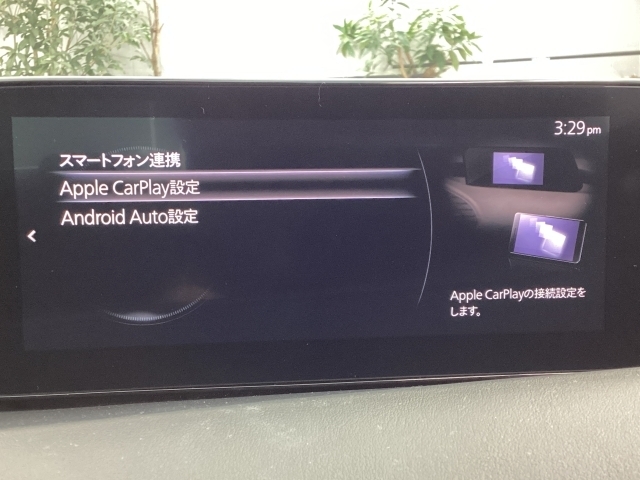 3:29pm
スマートフォン連携
Apple CarPlay設定
Android Auto設定
Apple CarPlayの接続設定を
します。